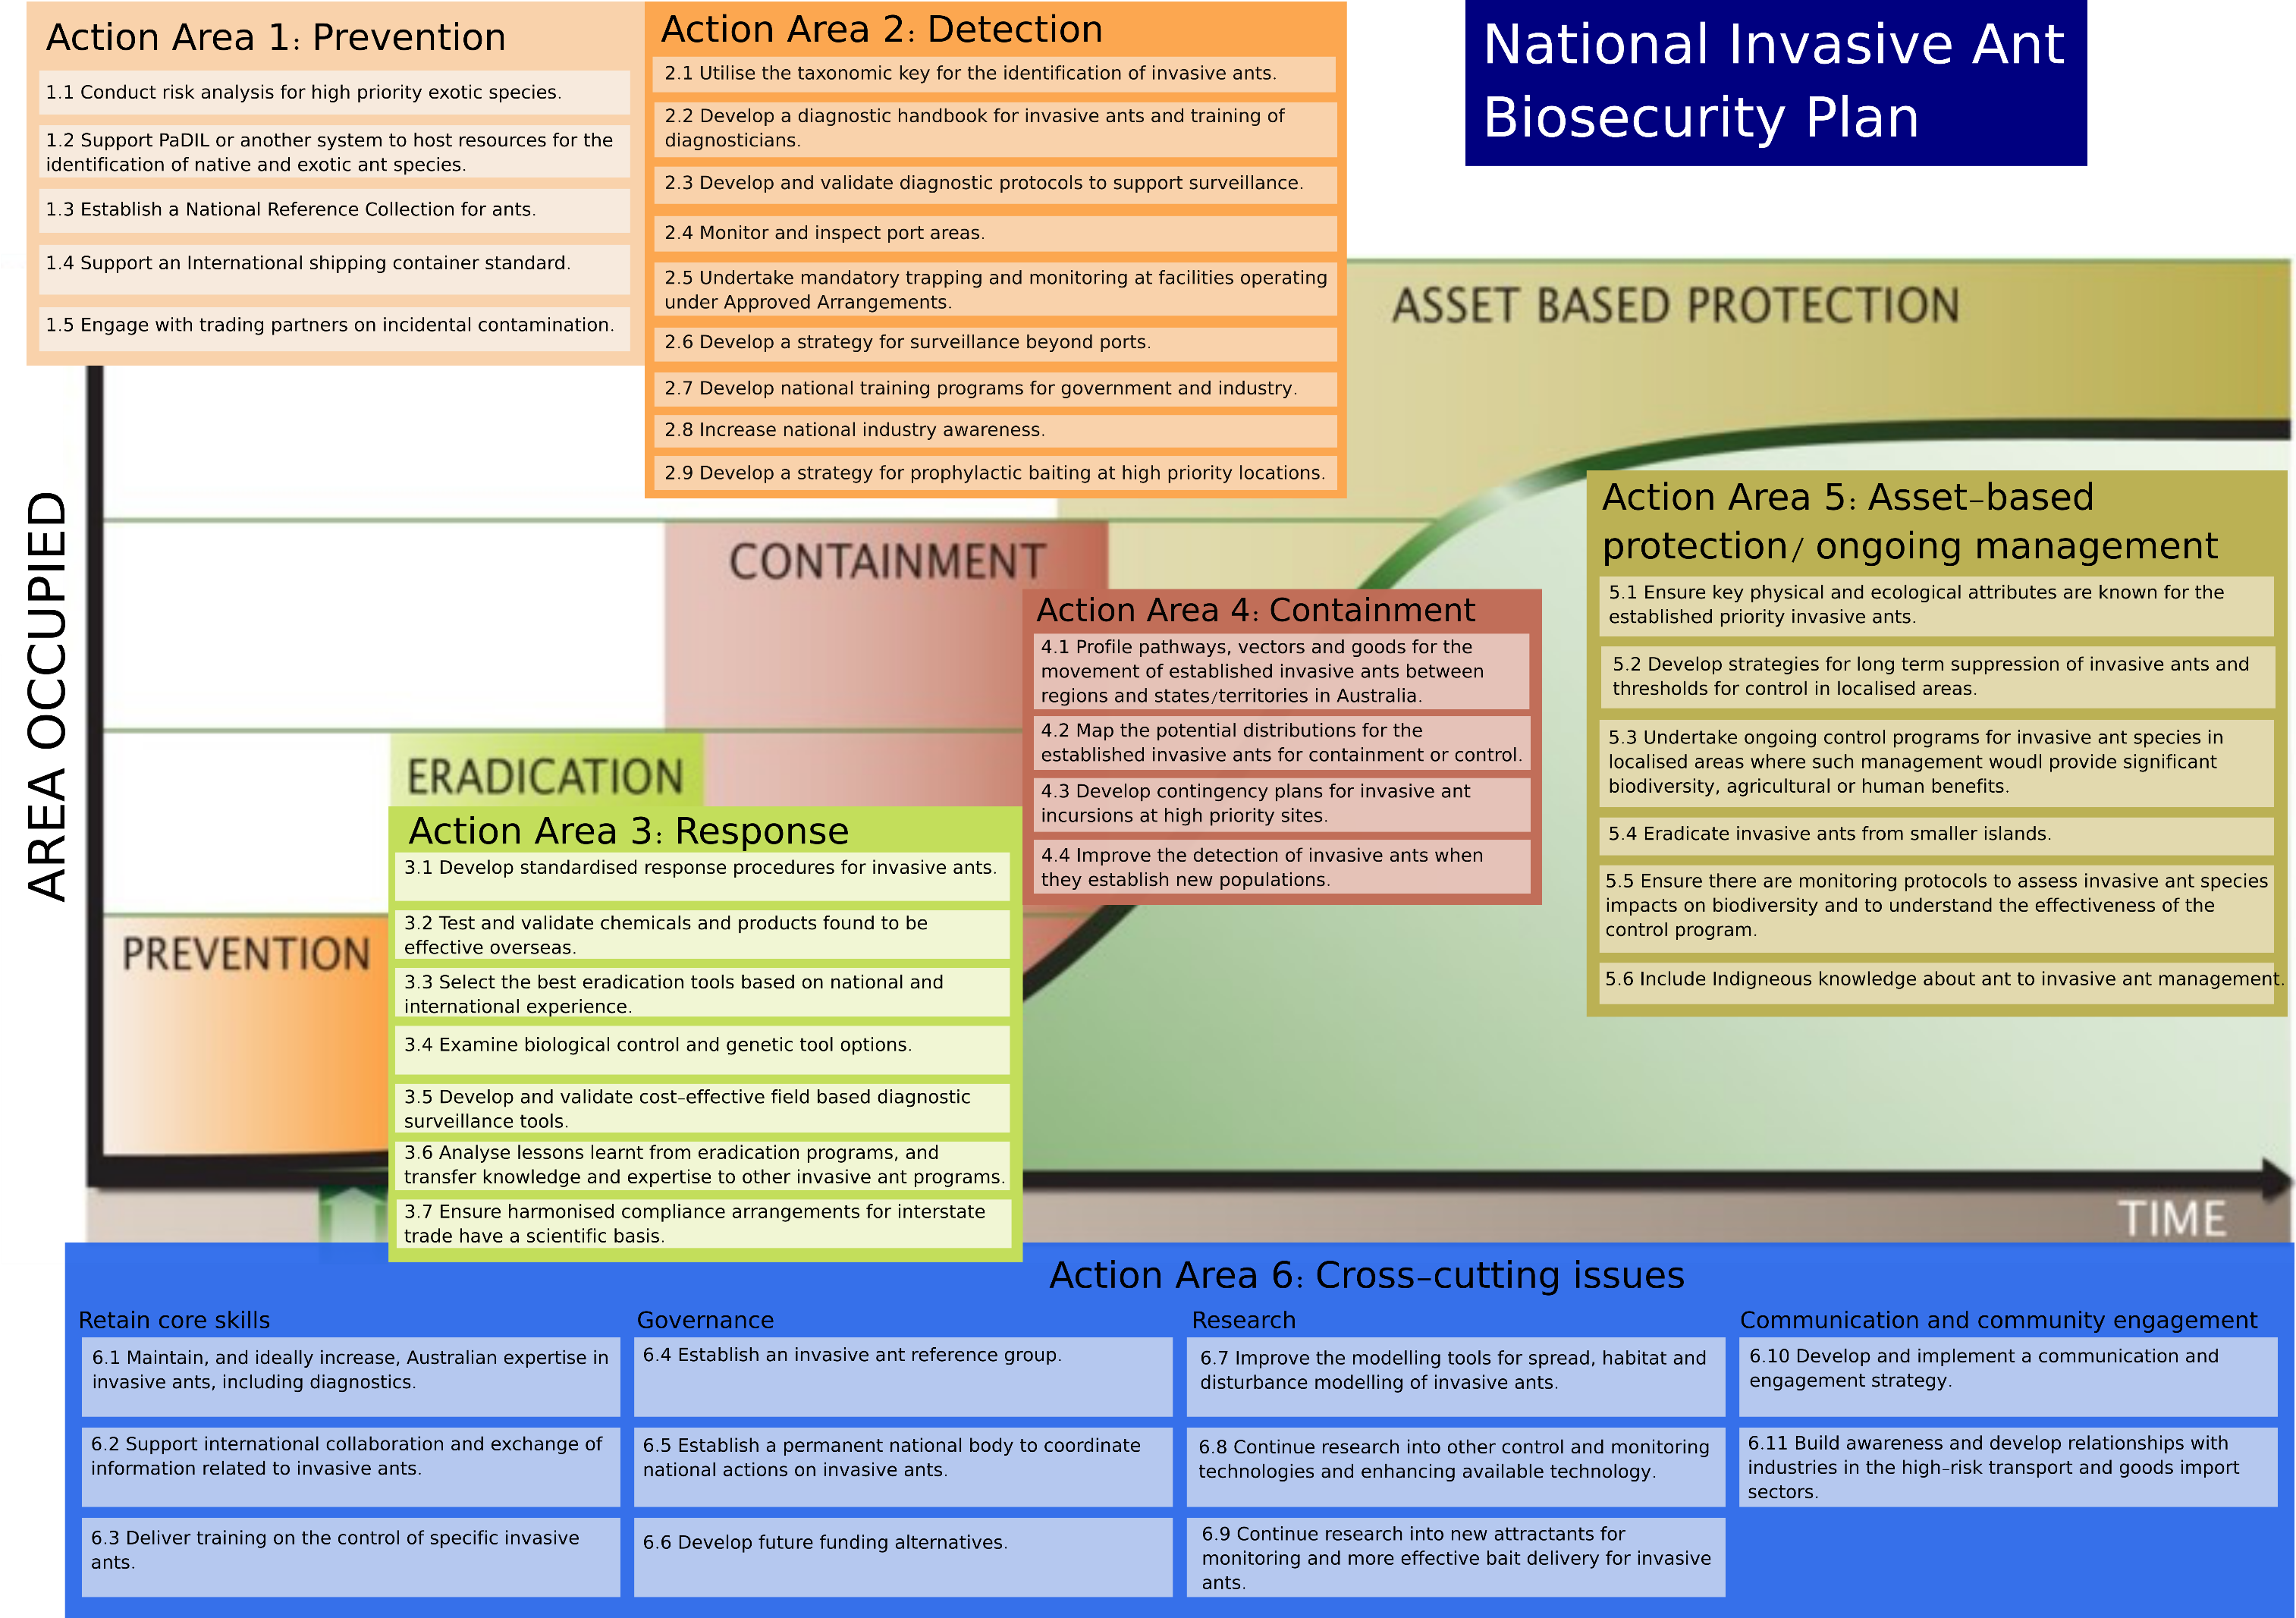 Action Area 1: Prevention
1.1 Conduct risk analysis for high priority exotic species.
1.2 Support PaDIL or another system to host resources for the
identification of native and exotic ant species.
1.3 Establish a National Reference Collection for ants.
1.4 Support an International shipping container standard.
1.5 Engage with trading partners on incidental contamination.
Action Area 2: Detection
2.1 Utilise the taxonomic key for the identification of invasive ants.
2.2 Develop a diagnostic handbook for invasive ants and training of
diagnosticians.
2.3 Develop and validate diagnostic protocols to support surveillance.
2.4 Monitor and inspect port areas.
2.5 Undertake mandatory trapping and monitoring at facilities operating
under Approved Arrangements.
2.6 Develop a strategy for surveillance beyond ports.
2.7 Develop national training programs for government and industry.
2.8 Increase national industry awareness.
2.9 Develop a strategy for prophylactic baiting at high priority locations.
National Invasive Ant
Biosecurity Plan
ASSET BASED PROTECTION
AREA OCCUPIED
CONTAINMENT
ERADICATION
PREVENTION
Action Area 3: Response
3.1 Develop standardised response procedures for invasive ants.
3.2 Test and validate chemicals and products found to be
effective overseas.
3.3 Select the best eradication tools based on national and
international experience.
3.4 Examine biological control and genetic tool options.
3.5 Develop and validate cost-effective field based diagnostic
surveillance tools.
3.6 Analyse lessons learnt from eradication programs, and
transfer knowledge and expertise to other invasive ant programs.
3.7 Ensure harmonised compliance arrangements for interstate
trade have a scientific basis.
Action Area 4: Containment
4.1 Profile pathways, vectors and goods for the
movement of established invasive ants between
regions and states/territories in Australia.
4.2 Map the potential distributions for the
established invasive ants for containment or control.
4.3 Develop contingency plans for invasive ant
incursions at high priority sites.
4.4 Improve the detection of invasive ants when
they establish new populations.
Action Area 5: Asset-based
protection/ ongoing management
5.1 Ensure key physical and ecological attributes are known for the
established priority invasive ants.
5.2 Develop strategies for long term suppression of invasive ants and
thresholds for control in localised areas.
5.3 Undertake ongoing control programs for invasive ant species in
localised areas where such management woudl provide significant
biodiversity, agricultural or human benefits.
5.4 Eradicate invasive ants from smaller islands.
5.5 Ensure there are monitoring protocols to assess invasive ant species
impacts on biodiversity and to understand the effectiveness of the
control program.
5.6 Include Indigneous knowledge about ant to invasive ant management.
TIME
Action Area 6: Cross-cutting issues
Retain core skills
6.1 Maintain, and ideally increase, Australian expertise in
invasive ants, including diagnostics.
6.2 Support international collaboration and exchange of
information related to invasive ants.
6.3 Deliver training on the control of specific invasive
ants.
Governance
6.4 Establish an invasive ant reference group.
6.5 Establish a permanent national body to coordinate
national actions on invasive ants.
6.6 Develop future funding alternatives.
Research
6.7 Improve the modelling tools for spread, habitat and
disturbance modelling of invasive ants.
6.8 Continue research into other control and monitoring
technologies and enhancing available technology.
6.9 Continue research into new attractants for
monitoring and more effective bait delivery for invasive
ants.
Communication and community engagement
6.10 Develop and implement a communication and
engagement strategy.
6.11 Build awareness and develop relationships with
industries in the high-risk transport and goods import
sectors.